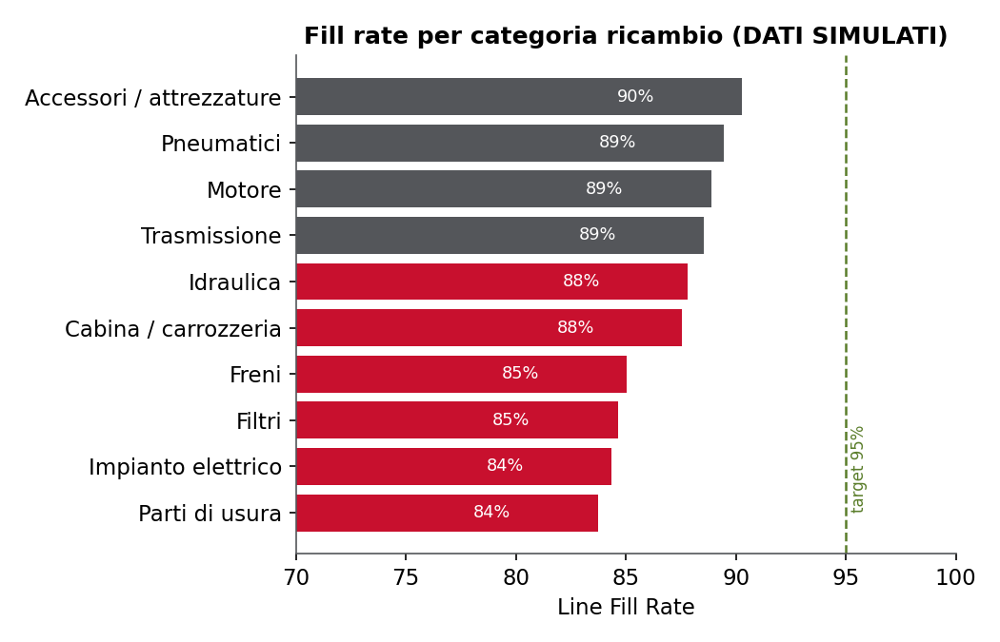 Fill rate per categoria ricambio (DATI SIMULATI)
Accessori / attrezzature 90%
Pneumatici 89%
Motore 89%
Trasmissione 89%
Idraulica 88%
Cabina / carrozzeria 88%
Freni 85%
Filtri 85%
Impianto elettrico 84%
Parti di usura 84%
target 95%
70 75 80 85 90 95 100
Line Fill Rate